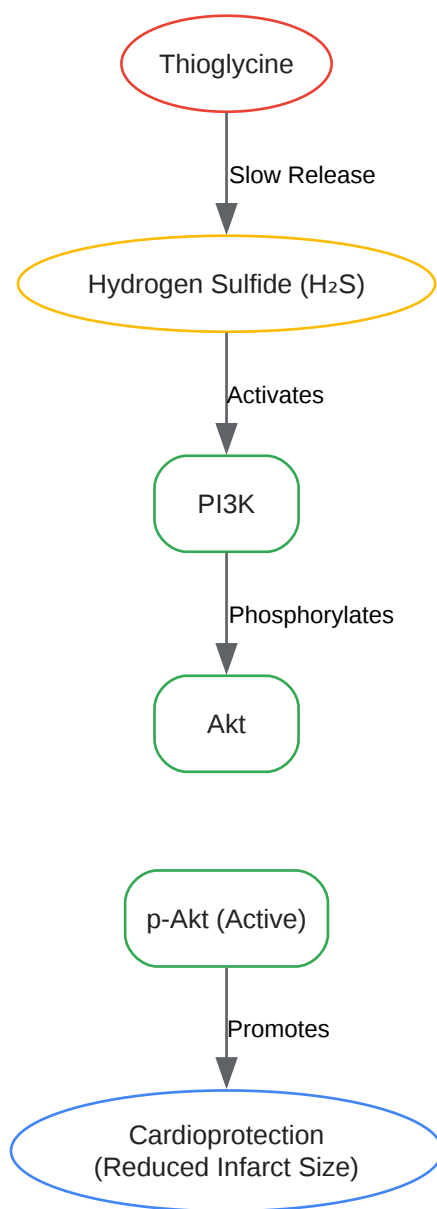 Thioglycine
Slow Release
Hydrogen Sulfide (H₂S)
Activates
PI3K
Phosphorylates
Akt
p-Akt (Active)
Promotes
Cardioprotection
(Reduced Infarct Size)